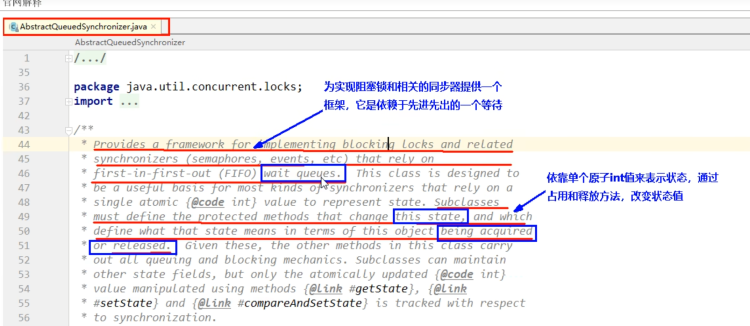 官网解释
AbstractQueuedSynchronizer.java ×
AbstractQueuedSynchronizer
1 /.../
35
36 package java.util.concurrent.locks;
37 import ...
42
43 /**
44 * Provides a framework for implementing blocking locks and related
45 * synchronizers (semaphores, events, etc) that rely on
46 * first-in-first-out (FIFO) wait queues. This class is designed to
47 * be a useful basis for most kinds of synchronizers that rely on a
48 * single atomic {@code int} value to represent state. Subclasses
49 * must define the protected methods that change this state, and which
50 * define what that state means in terms of this object being acquired
51 * or released. Given these, the other methods in this class carry
52 * out all queuing and blocking mechanics. Subclasses can maintain
53 * other state fields, but only the atomically updated {@code int}
54 * value manipulated using methods {@link #getState}, {@link
55 * #setState} and {@link #compareAndSetState} is tracked with respect
56 * to synchronization.
为实现阻塞锁和相关的同步器提供一个
框架，它是依赖于先进先出的一个等待
依靠单个原子int值来表示状态，通过
占用和释放方法，改变状态值